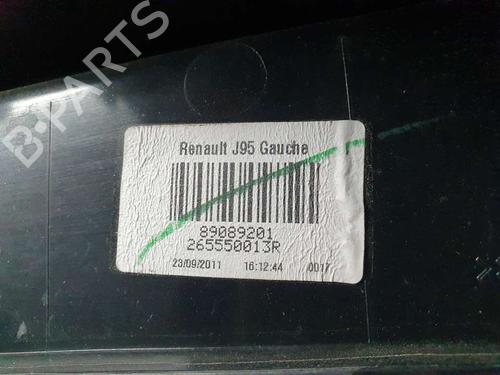 B-PARTS
Renault J95 Gauche
89089201
265550013R
23/09/2011 16:12:44 0017